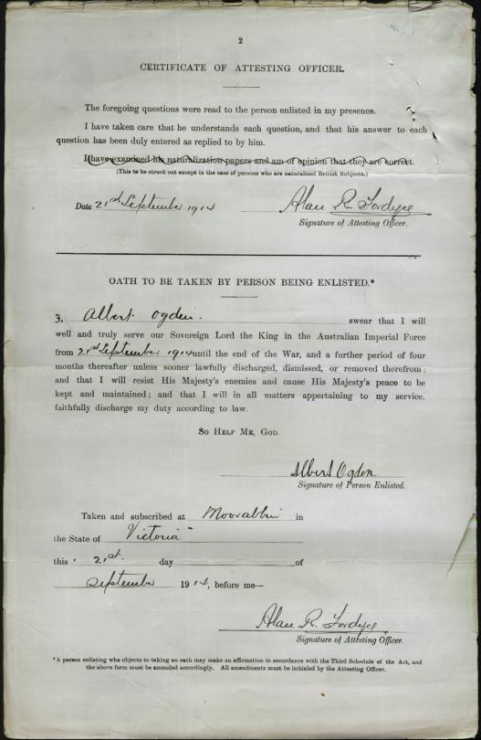 2
CERTIFICATE OF ATTESTING OFFICER.
The foregoing questions were read to the person enlisted in my presence.
I have taken care that he understands each question, and that his answer to each
question has been duly entered as replied to by him.
I have examined his naturalization papers and am of opinion that they are correct.
(This to be struck out except in the case of persons who are naturalized British Subjects.)
Date 21st September 1914 Alan R. Fordyce
Signature of Attesting Officer.
OATH TO BE TAKEN BY PERSON BEING ENLISTED.*
3, Albert Ogden. swear that I will
well and truly serve our Sovereign Lord the King in the Australian Imperial Force
from 21st September 1914 until the end of the War, and a further period of four
months thereafter unless sooner lawfully discharged, dismissed, or removed therefrom;
and that I will resist His Majesty's enemies and cause His Majesty's peace to be
kept and maintained; and that I will in all matters appertaining to my service,
faithfully discharge my duty according to law.
SO HELP ME, GOD.
Albert Ogden
Signature of Person Enlisted.
Taken and subscribed at Moorabbin in
the State of Victoria
this 21st. day of
September 1914, before me—
Alan R. Fordyce
Signature of Attesting Officer.
*A person enlisting who objects to taking an oath may make an affirmation in accordance with the Third Schedule of the Act, and
the above form must be amended accordingly. All amendments must be initialed by the Attesting Officer.